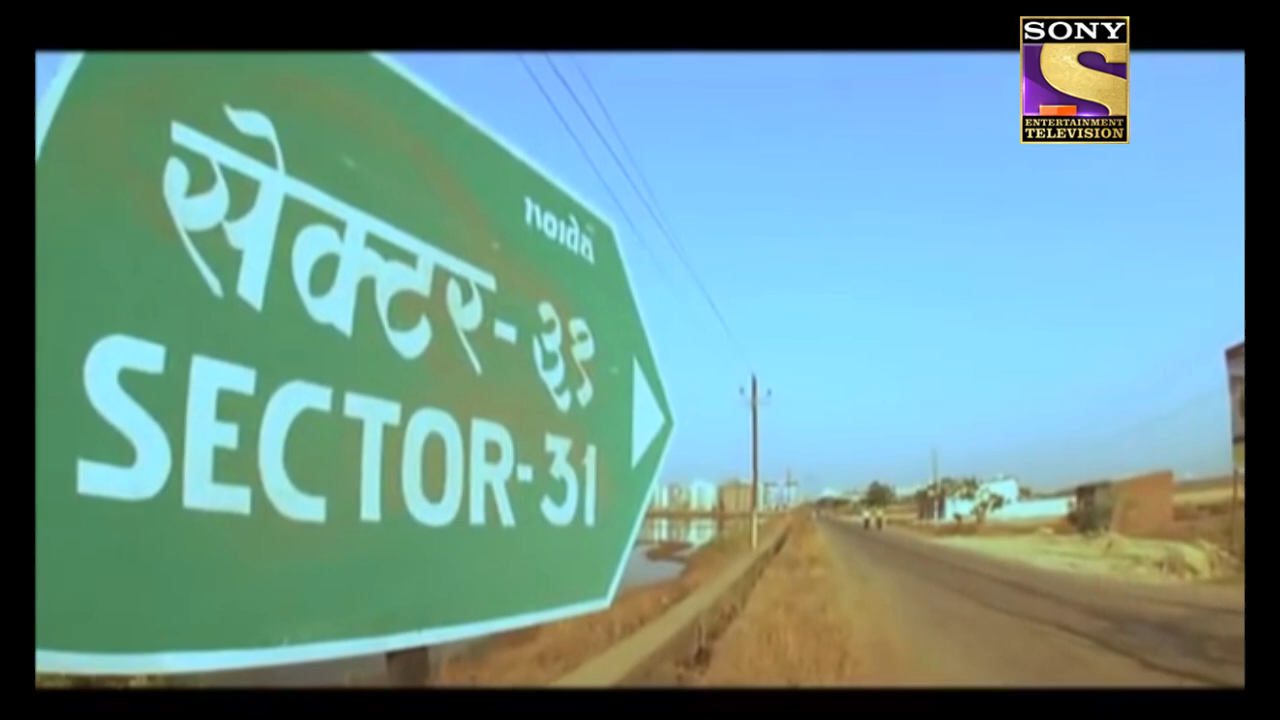 SONY
ENTERTAINMENT
TELEVISION
noida
सेक्टर-३१
SECTOR-31